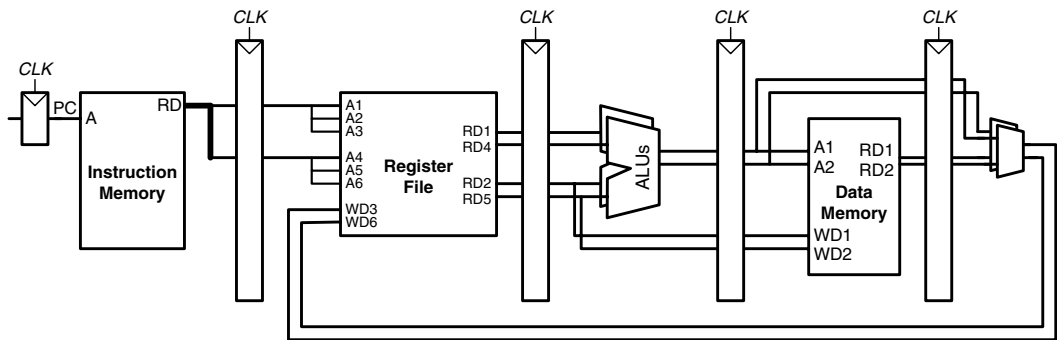 CLK
CLK
CLK
CLK
CLK
PC
A
RD
Instruction
Memory
A1
A2
A3
A4
A5
A6
WD3
WD6
Register
File
RD1
RD4
RD2
RD5
ALUs
A1
A2
RD1
RD2
Data
Memory
WD1
WD2